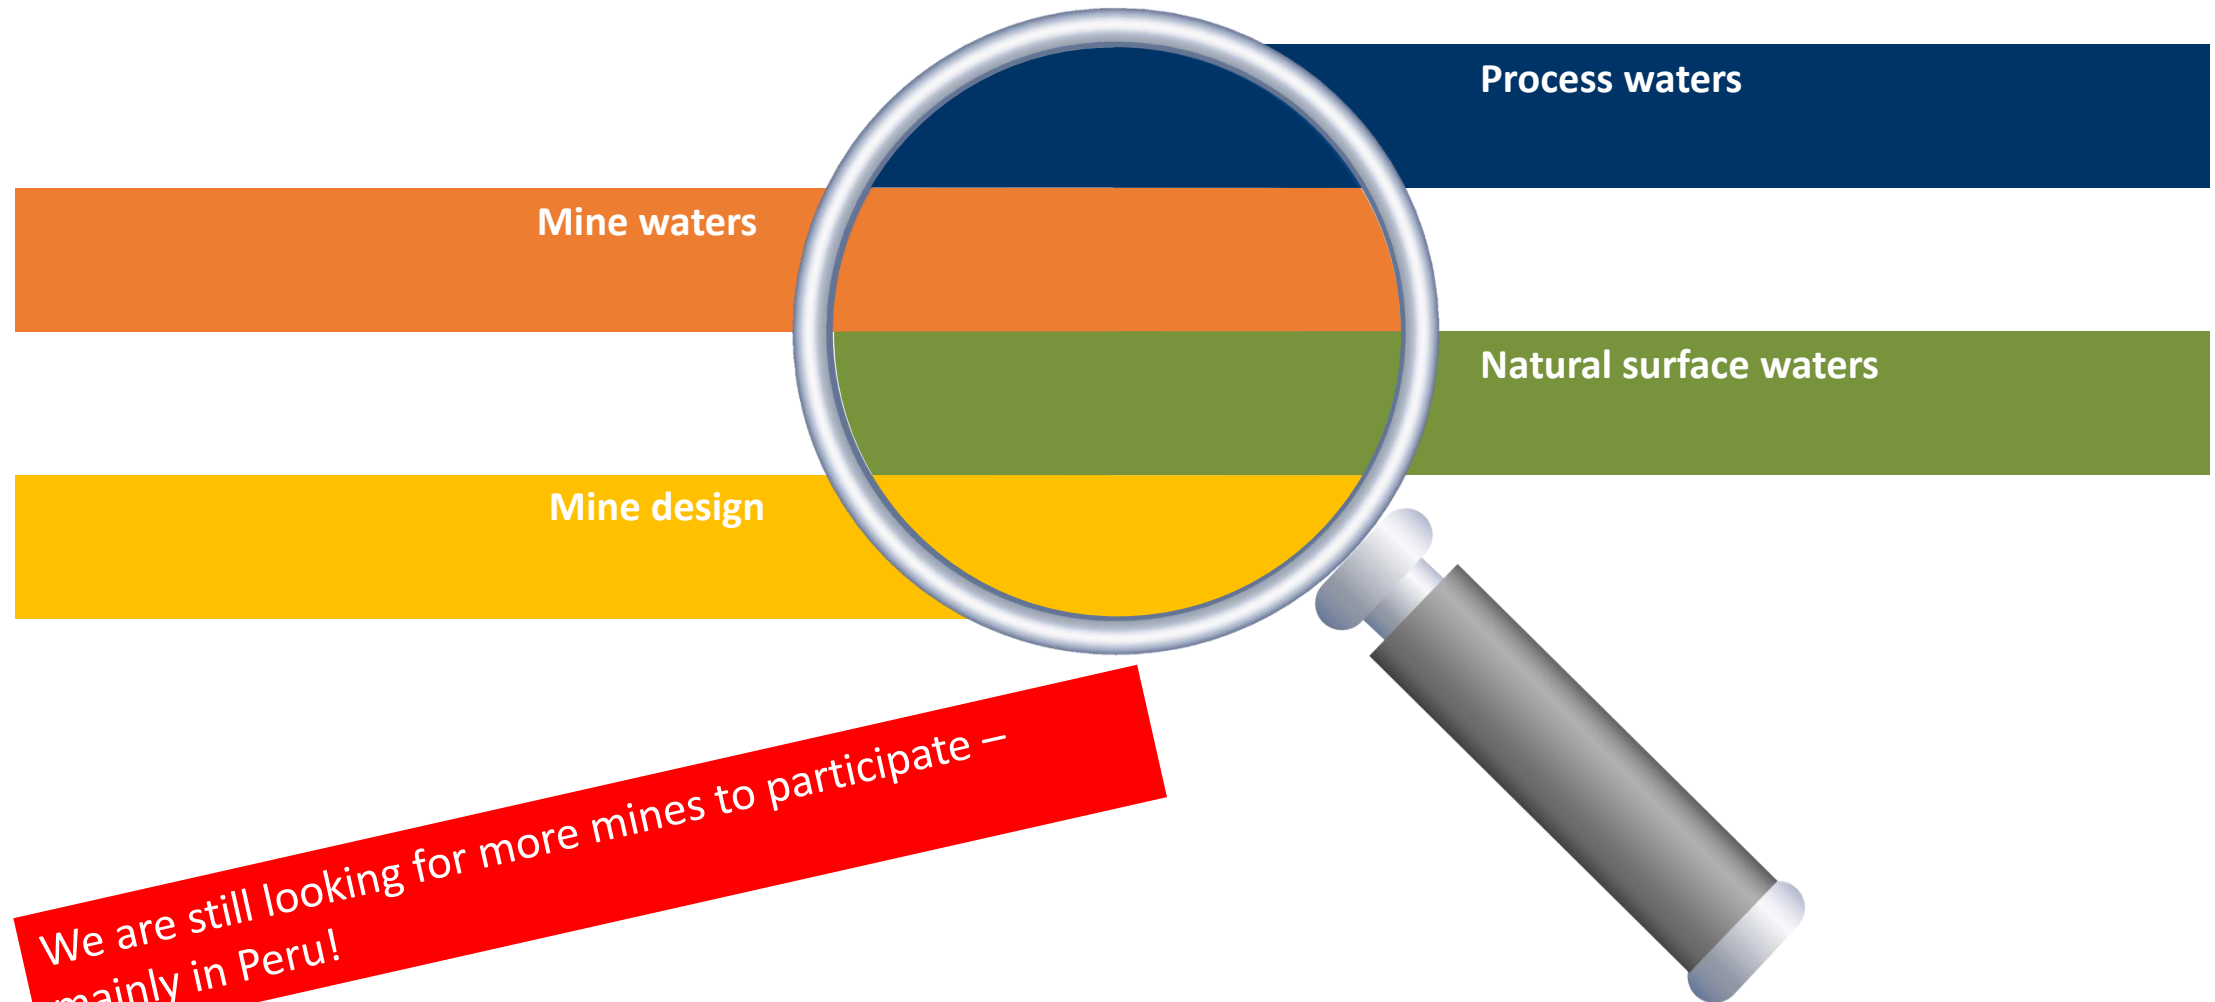 Process waters
Mine waters
Natural surface waters
Mine design
We are still looking for more mines to participate –
mainly in Peru!